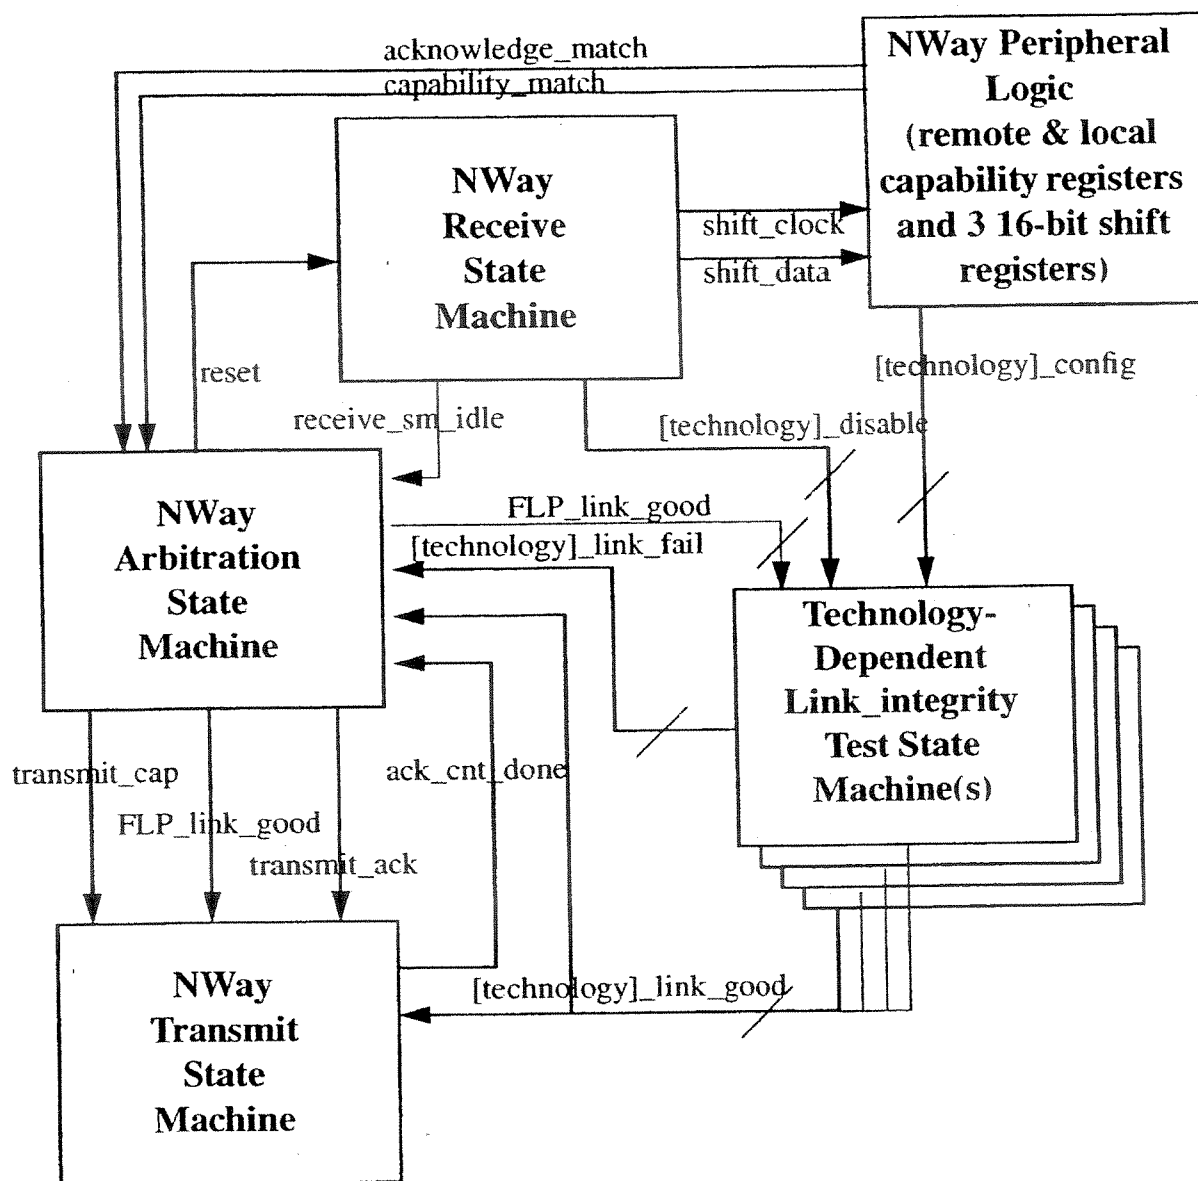 acknowledge_match
capability_match
NWay Peripheral
Logic
(remote & local
capability registers
and 3 16-bit shift
registers)
NWay
Receive
State
Machine
shift_clock
shift_data
reset
receive_sm_idle
[technology]_config
[technology]_disable
NWay
Arbitration
State
Machine
FLP_link_good
[technology]_link_fail
Technology-
Dependent
Link_integrity
Test State
Machine(s)
transmit_cap
FLP_link_good
transmit_ack
ack_cnt_done
[technology]_link_good
NWay
Transmit
State
Machine